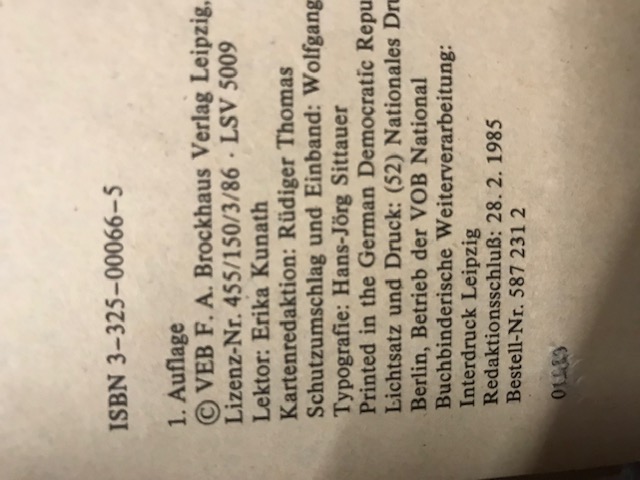 ISBN 3-325-00066-5
1. Auflage
© VEB F. A. Brockhaus Verlag Leipzig,
Lizenz-Nr. 455/150/3/86 · LSV 5009
Lektor: Erika Kunath
Kartenredaktion: Rüdiger Thomas
Schutzumschlag und Einband: Wolfgang
Typografie: Hans-Jörg Sittauer
Printed in the German Democratic Repu
Lichtsatz und Druck: (52) Nationales Dru
Berlin, Betrieb der VOB National
Buchbinderische Weiterverarbeitung:
Interdruck Leipzig
Redaktionsschluß: 28. 2. 1985
Bestell-Nr. 587 231 2